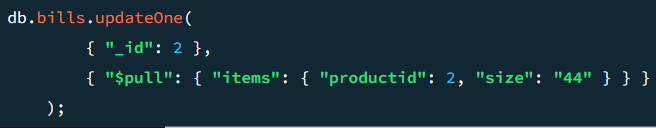 db.bills.updateOne(
{ "_id": 2 },
{ "$pull": { "items": { "productid": 2, "size": "44" } } }
);